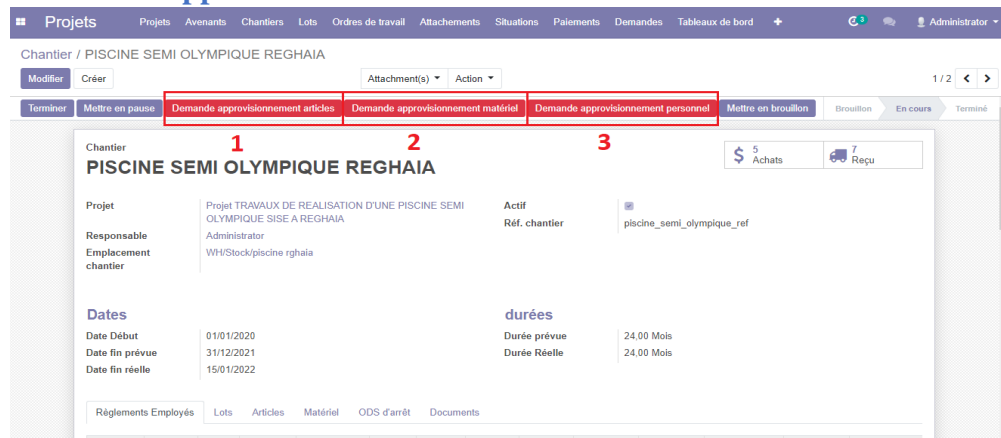 Projets Projets Avenants Chantiers Lots Ordres de travail Attachements Situations Paiements Demandes Tableaux de bord + 3 Administrator
Chantier / PISCINE SEMI OLYMPIQUE REGHAIA
Modifier Créer Attachment(s) Action 1 / 2
Terminer Mettre en pause Demande approvisionnement articles Demande approvisionnement matériel Demande approvisionnement personnel Mettre en brouillon Brouillon En cours Terminé
1 2 3
Chantier
PISCINE SEMI OLYMPIQUE REGHAIA
$ 5 Achats 7 Reçu
Projet Projet TRAVAUX DE REALISATION D'UNE PISCINE SEMI Actif
OLYMPIQUE SISE A REGHAIA Réf. chantier piscine_semi_olympique_ref
Responsable Administrator
Emplacement WH/Stock/piscine rghaia
chantier
Dates durées
Date Début 01/01/2020 Durée prévue 24,00 Mois
Date fin prévue 31/12/2021 Durée Réelle 24,00 Mois
Date fin réelle 15/01/2022
Règlements Employés Lots Articles Matériel ODS d'arrêt Documents